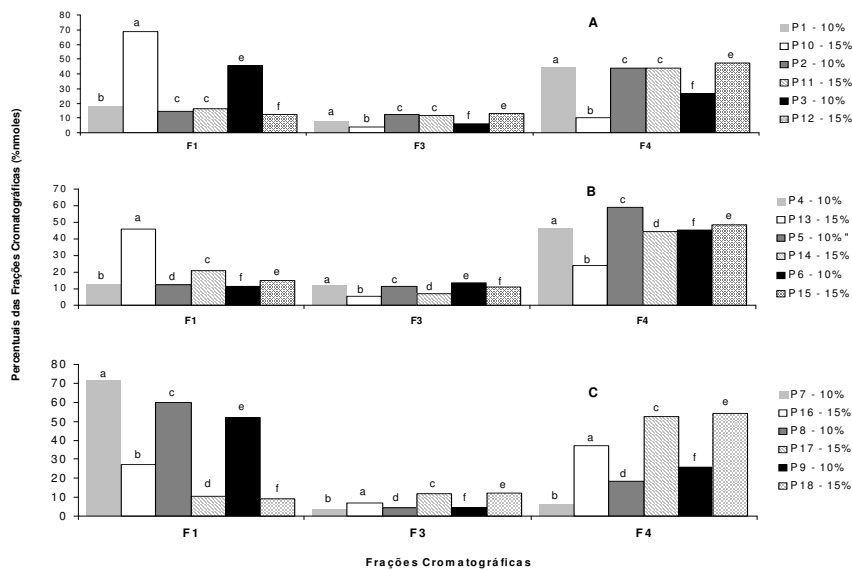 Percentuais das Frações Cromatográficas (%nmoles)
A
80
70
60
50
40
30
20
10
0
b a c c e f
a b c c f e
a b c c f e
F1 F3 F4
P1 - 10%
P10 - 15%
P2 - 10%
P11 - 15%
P3 - 10%
P12 - 15%
B
70
60
50
40
30
20
10
0
b a d c f e
a b c d e f
a b c d f e
F1 F3 F4
P4 - 10%
P13 - 15%
P5 - 10%"
P14 - 15%
P6 - 10%
P15 - 15%
C
80
70
60
50
40
30
20
10
0
a b c d e f
b a d c f e
b a d c f e
F1 F3 F4
P7 - 10%
P16 - 15%
P8 - 10%
P17 - 15%
P9 - 10%
P18 - 15%
Frações Cromatográficas